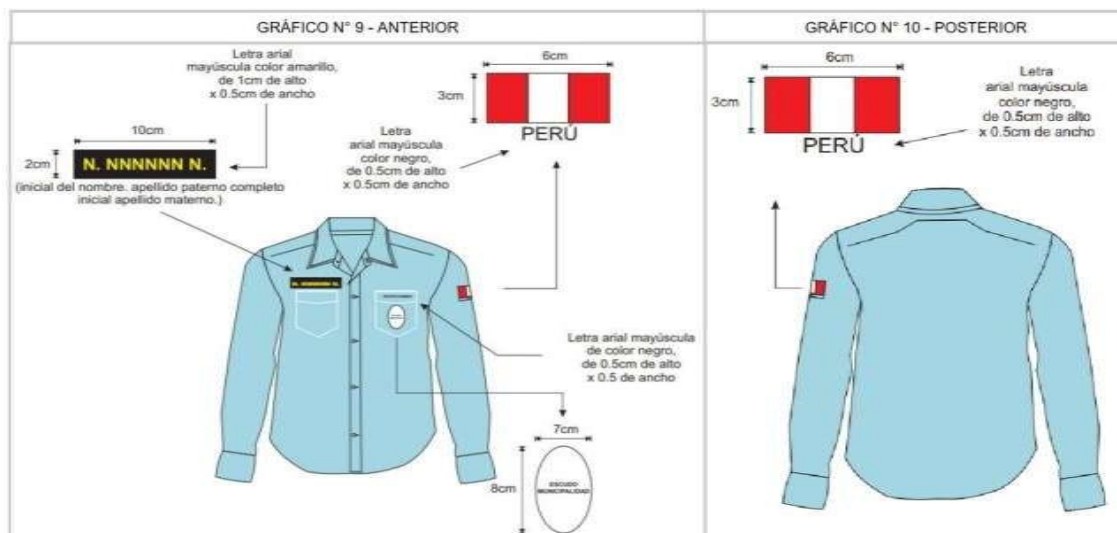 GRÁFICO N° 9 - ANTERIOR
Letra arial
mayúscula color amarillo,
de 1cm de alto
x 0.5cm de ancho
10cm
2cm
N. NNNNNN N.
(inicial del nombre. apellido paterno completo
inicial apellido materno.)
6cm
3cm
PERÚ
Letra
arial mayúscula
color negro,
de 0.5cm de alto
x 0.5cm de ancho
N. NNNNNN N.
Letra arial mayúscula
de color negro,
de 0.5cm de alto
x 0.5 de ancho
7cm
8cm
ESCUDO
MUNICIPALIDAD
GRÁFICO N° 10 - POSTERIOR
6cm
3cm
PERÚ
Letra
arial mayúscula
color negro,
de 0.5cm de alto
x 0.5cm de ancho